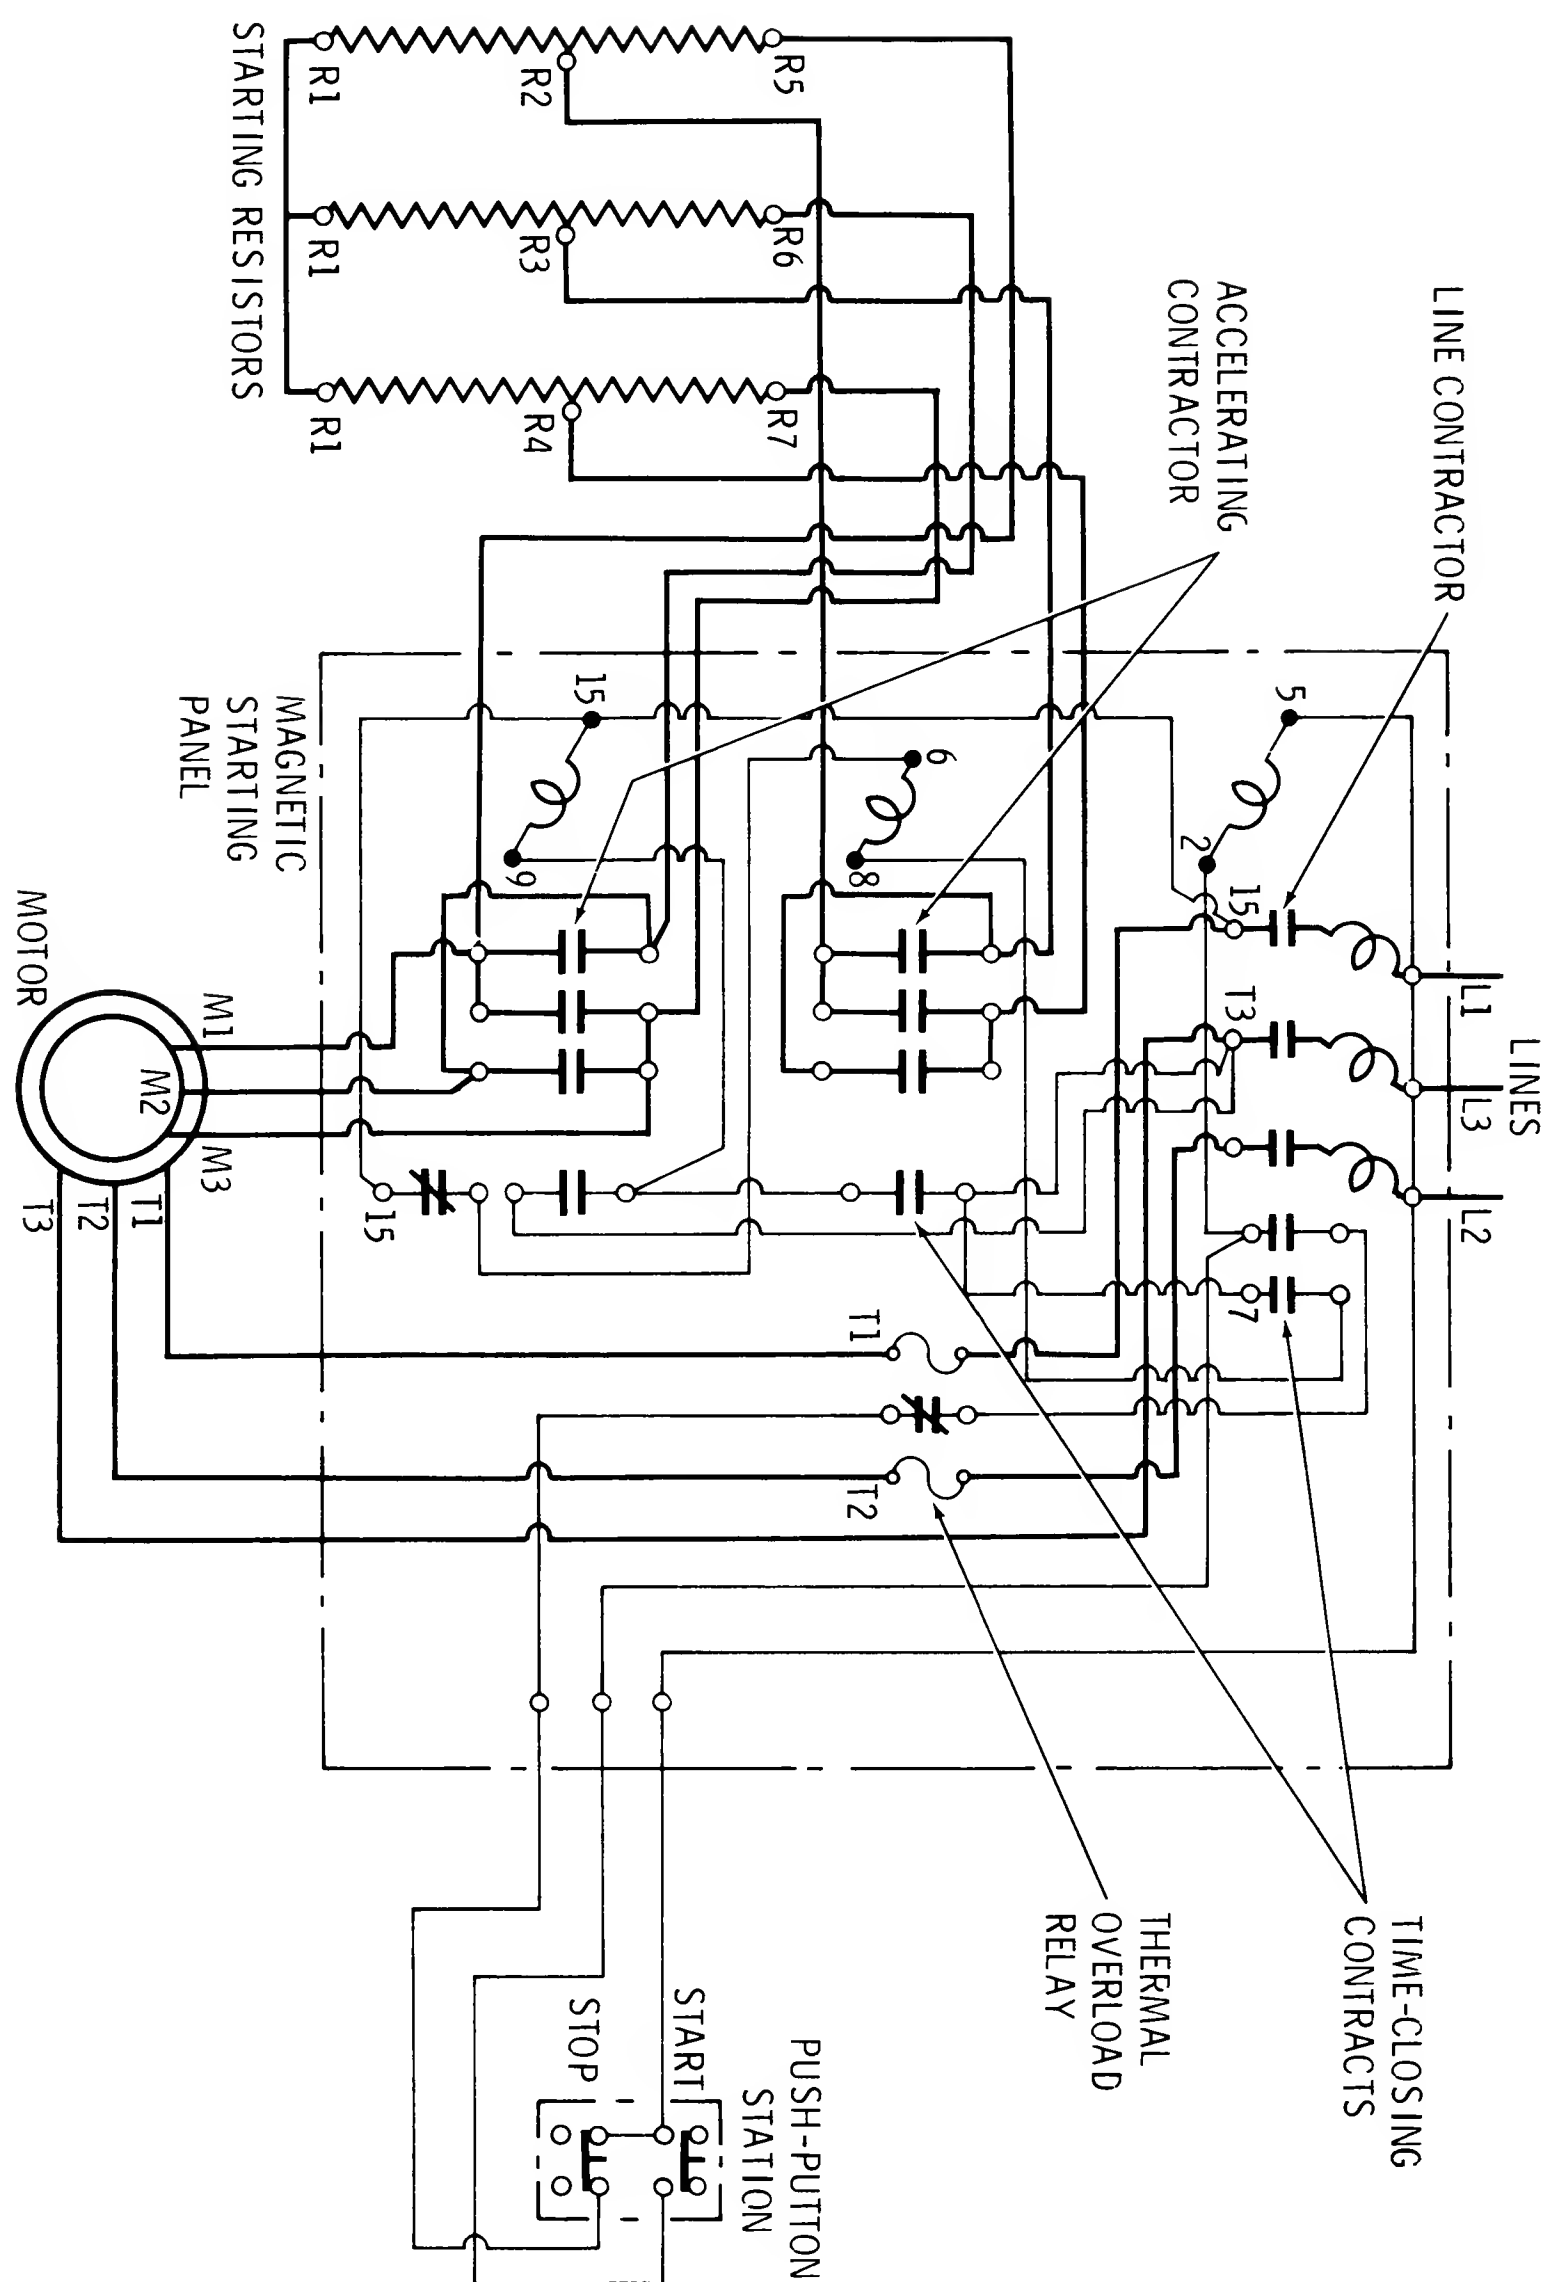 LINES
L1
L3
L2
LINE CONTRACTOR
ACCELERATING
CONTRACTOR
5
2
15
T3
7
TIME-CLOSING
CONTRACTS
THERMAL
OVERLOAD
RELAY
6
8
T1
T2
15
9
15
R5
R6
R7
R2
R3
R4
R1
R1
R1
STARTING RESISTORS
MAGNETIC
STARTING
PANEL
MOTOR
M1
M2
M3
T1
T2
T3
PUSH-PUTTON
STATION
START
STOP